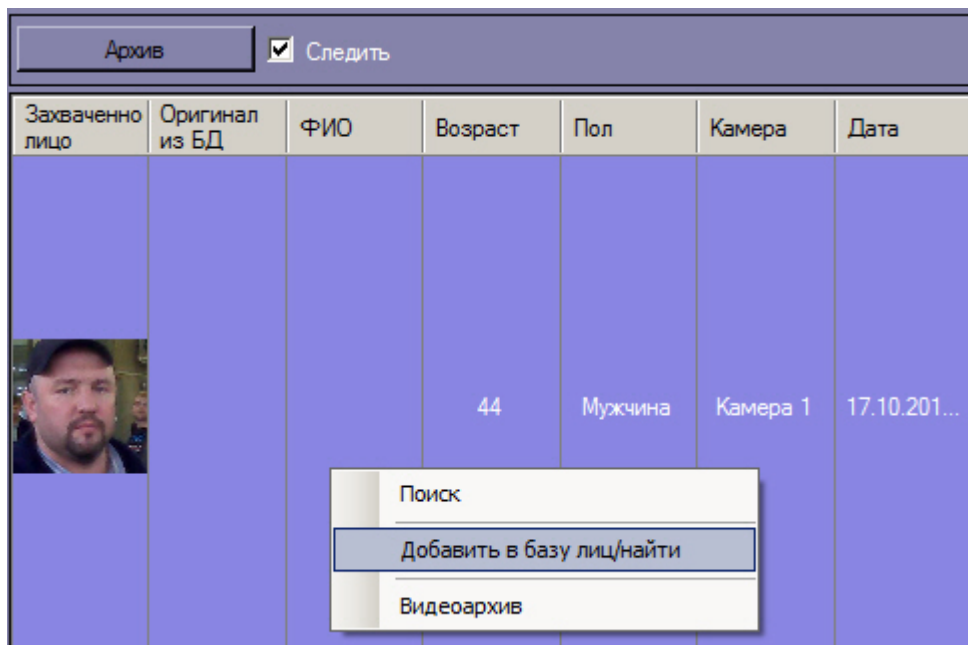 Архив Следить
Захваченно Оригинал ФИО Возраст Пол Камера Дата
лицо из БД
44 Мужчина Камера 1 17.10.201...
Поиск
Добавить в базу лиц/найти
Видеоархив